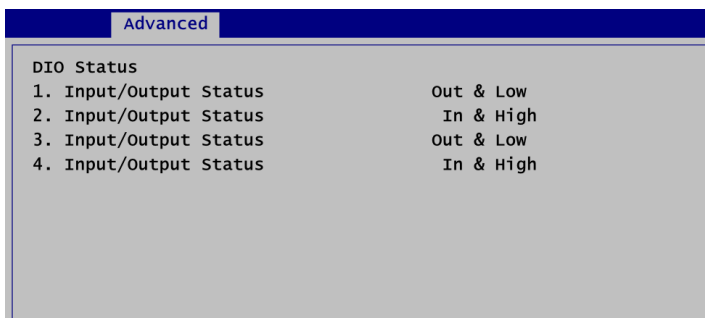 Advanced
DIO Status
1. Input/Output Status Out & Low
2. Input/Output Status In & High
3. Input/Output Status Out & Low
4. Input/Output Status In & High